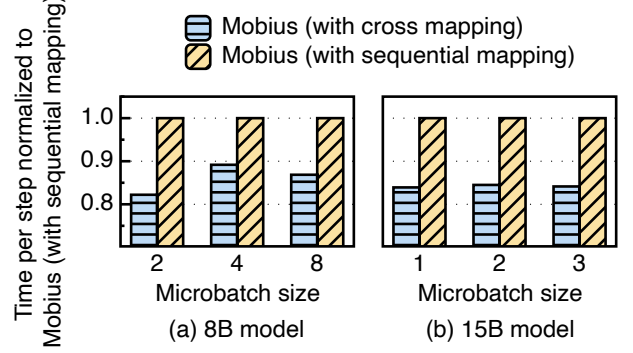 Mobius (with cross mapping)
Mobius (with sequential mapping)
Time per step normalized to
Mobius (with sequential mapping)
1.0
0.9
0.8
2 4 8
1 2 3
Microbatch size
Microbatch size
(a) 8B model
(b) 15B model